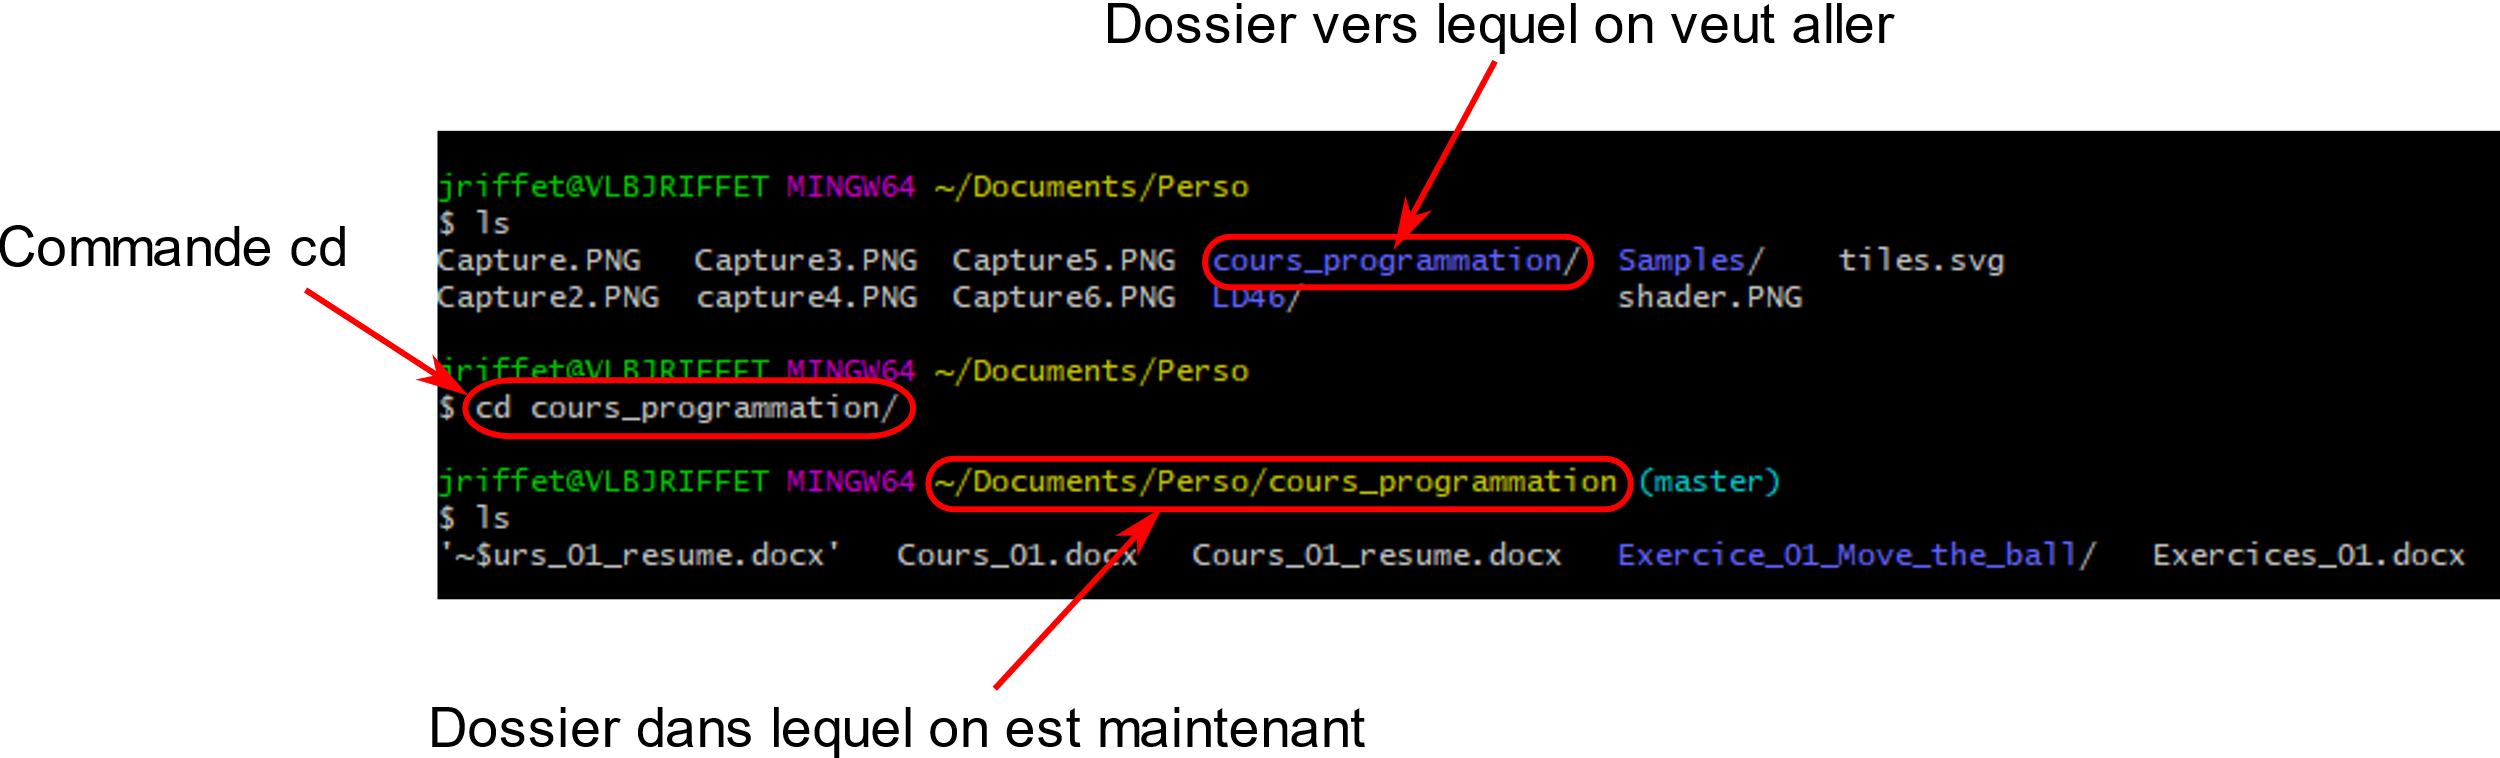 Dossier vers lequel on veut aller
jriffet@VLBJRIFFET MINGW64 ~/Documents/Perso
$ ls
Capture.PNG Capture3.PNG Capture5.PNG cours_programmation/ Samples/ tiles.svg
Capture2.PNG capture4.PNG Capture6.PNG LD46/ shader.PNG
Commande cd
jriffet@VLBJRIFFET MINGW64 ~/Documents/Perso
$ cd cours_programmation/
jriffet@VLBJRIFFET MINGW64 ~/Documents/Perso/cours_programmation (master)
$ ls
'~$urs_01_resume.docx' Cours_01.docx Cours_01_resume.docx Exercice_01_Move_the_ball/ Exercices_01.docx
Dossier dans lequel on est maintenant